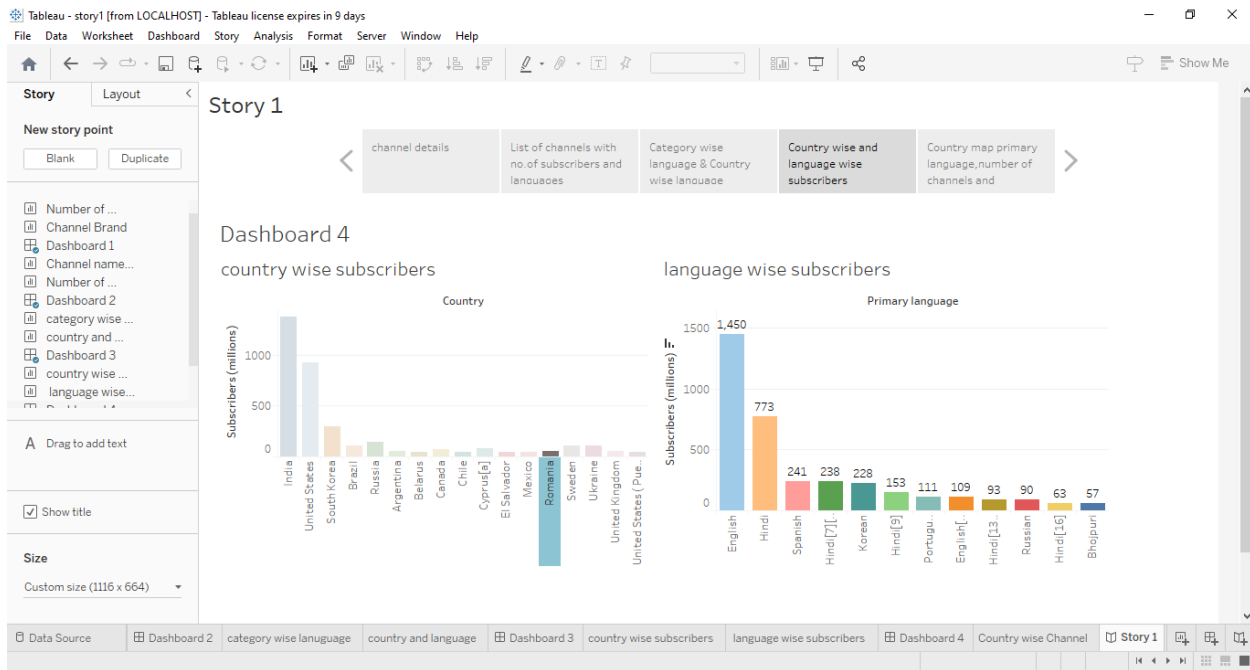 Tableau - story1 [from LOCALHOST] - Tableau license expires in 9 days
File Data Worksheet Dashboard Story Analysis Format Server Window Help
Show Me
Story Layout
New story point
Blank Duplicate
Number of ...
Channel Brand
Dashboard 1
Channel name...
Number of ...
Dashboard 2
category wise ...
country and ...
Dashboard 3
country wise ...
language wise...
A Drag to add text
Show title
Size
Custom size (1116 x 664)
Story 1
channel details
List of channels with
no.of subscribers and
languages
Category wise
language & Country
wise language
Country wise and
language wise
subscribers
Country map primary
language,number of
channels and
Dashboard 4
country wise subscribers
Country
Subscribers (millions)
1000
500
0
India
United States
South Korea
Brazil
Russia
Argentina
Belarus
Canada
Chile
Cyprus[a]
El Salvador
Mexico
Romania
Sweden
Ukraine
United Kingdom
United States ( Pue..
language wise subscribers
Primary language
Subscribers (millions)
1500
1000
500
0
1,450
773
241
238
228
153
111
109
93
90
63
57
English
Hindi
Spanish
Hindi[7][..
Korean
Hindi[9]
Portugu..
English[..
Hindi[13..
Russian
Hindi[16]
Bhojpuri
Data Source Dashboard 2 category wise lanuguage country and language Dashboard 3 country wise subscribers language wise subscribers Dashboard 4 Country wise Channel Story 1